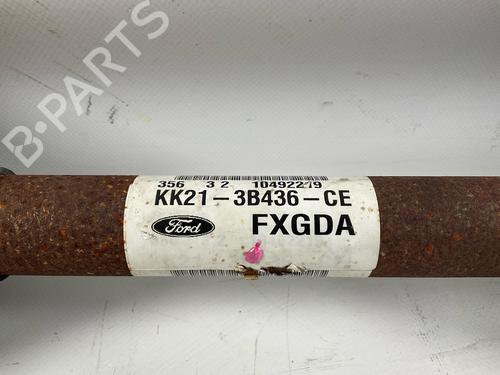 B-PARTS
356 3 2 10492279
KK21-3B436-CE
Ford FXGDA